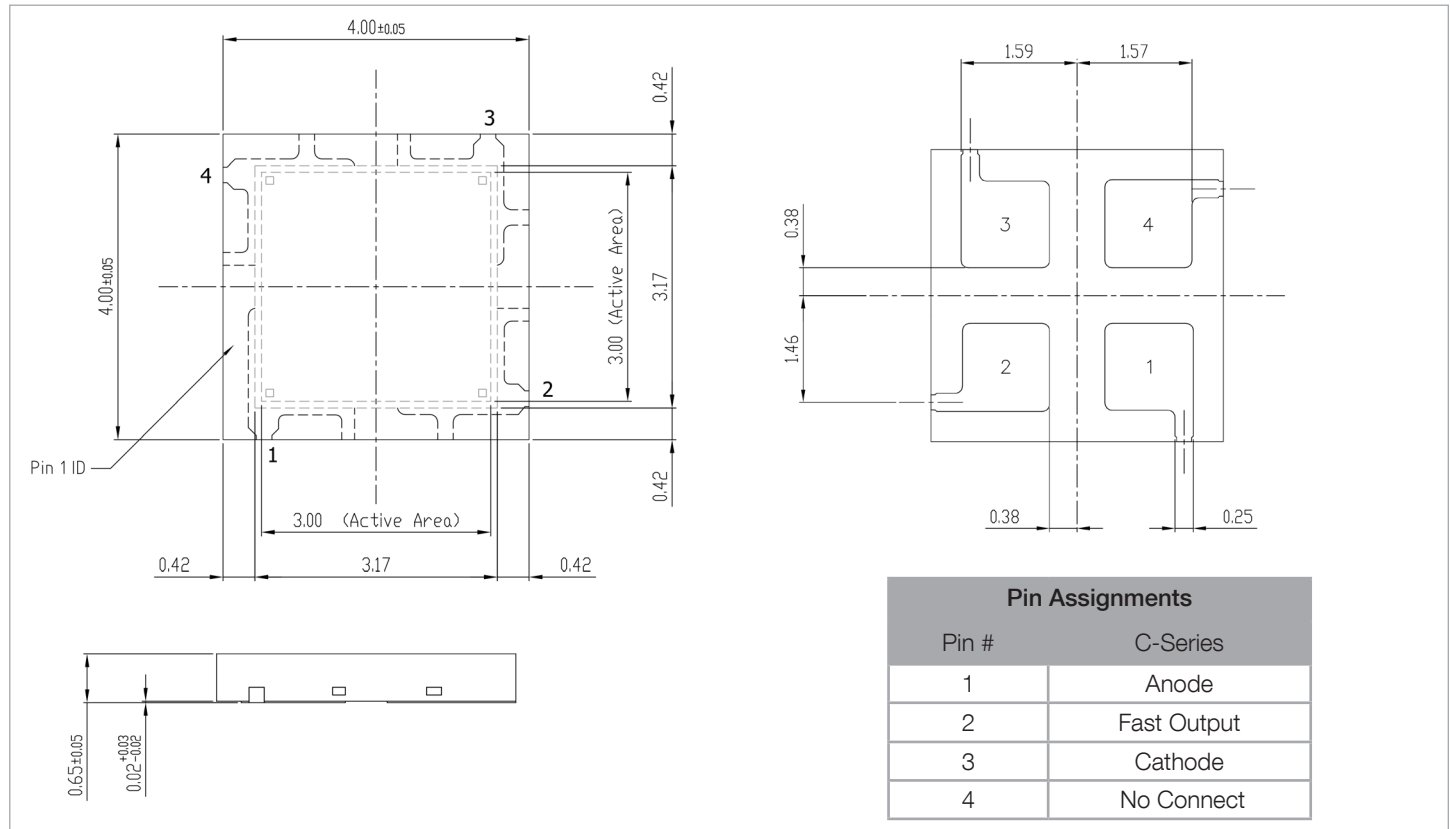 4.00±0.05
0.42
3
4
4.00±0.05
3.00 (Active Area)
3.17
2
Pin 1 ID
1
0.42
3.00 (Active Area)
0.42
3.17
0.42
0.65±0.05
0.02+0.03-0.02
1.59
1.57
0.38
3
4
1.46
2
1
0.38
0.25
Pin Assignments
Pin # C-Series
1 Anode
2 Fast Output
3 Cathode
4 No Connect